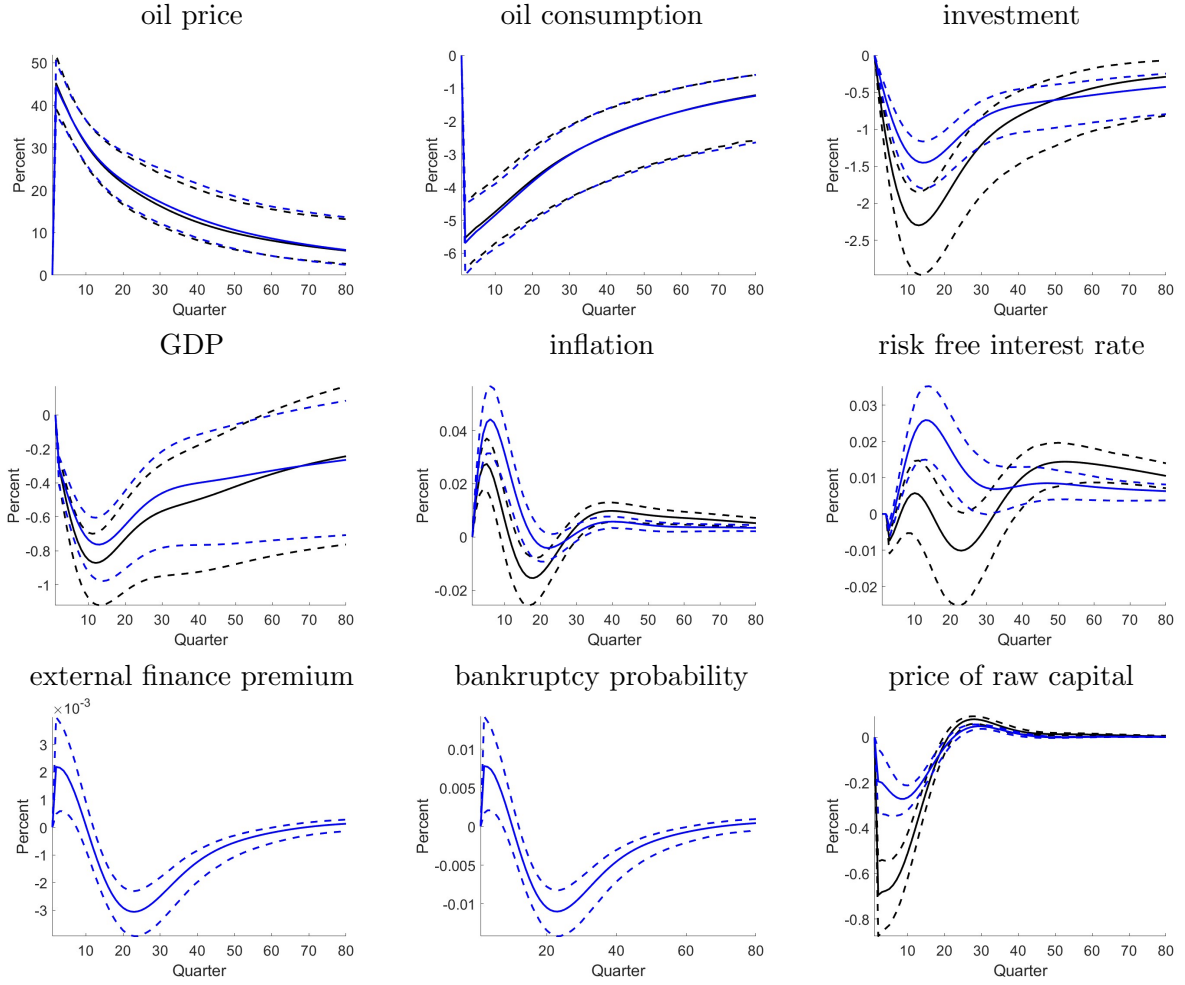 oil price
oil consumption
investment
Percent
50
40
30
20
10
0
10 20 30 40 50 60 70 80
Quarter
Percent
0
-1
-2
-3
-4
-5
-6
10 20 30 40 50 60 70 80
Quarter
Percent
0
-0.5
-1
-1.5
-2
-2.5
10 20 30 40 50 60 70 80
Quarter
GDP
inflation
risk free interest rate
Percent
0
-0.2
-0.4
-0.6
-0.8
-1
10 20 30 40 50 60 70 80
Quarter
Percent
0.04
0.02
0
-0.02
10 20 30 40 50 60 70 80
Quarter
Percent
0.03
0.02
0.01
0
-0.01
-0.02
10 20 30 40 50 60 70 80
Quarter
external finance premium
bankruptcy probability
price of raw capital
×10⁻³
Percent
3
2
1
0
-1
-2
-3
10 20 30 40 50 60 70 80
Quarter
Percent
0.01
0.005
0
-0.005
-0.01
20 40 60 80
Quarter
Percent
0
-0.2
-0.4
-0.6
-0.8
10 20 30 40 50 60 70 80
Quarter